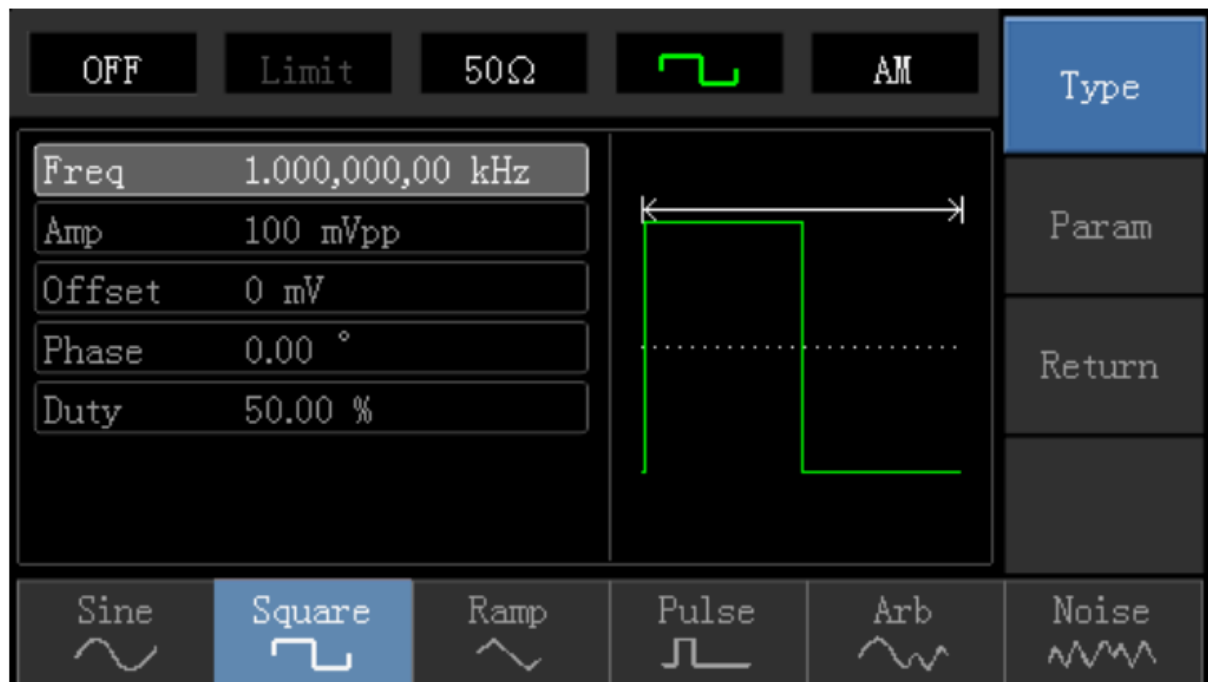 OFF Limit 50Ω AM
Type
Freq 1.000,000,00 kHz
Amp 100 mVpp
Offset 0 mV
Phase 0.00 °
Duty 50.00 %
Param
Return
Sine Square Ramp Pulse Arb Noise